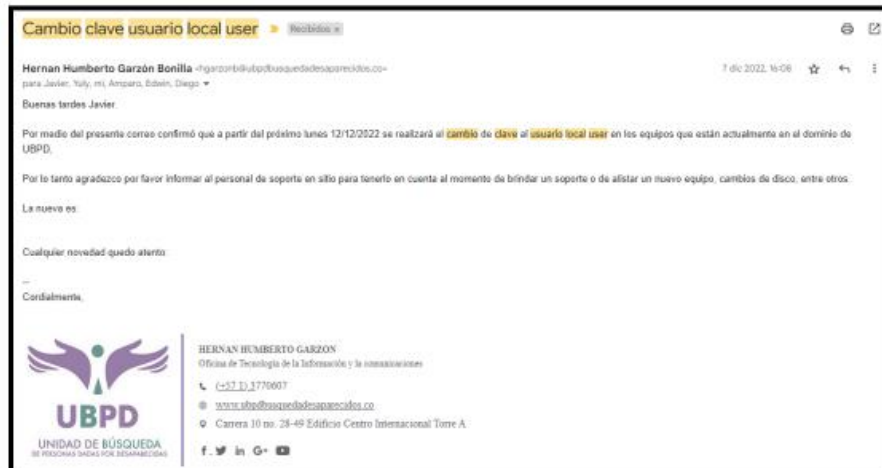 Cambio clave usuario local user
Recibidos x
Hernan Humberto Garzón Bonilla <hgarzonb@ubpdbusquedadesaparecidos.co>
7 dic 2022, 16:06
para Javier, Yuly, mí, Amparo, Edwin, Diego
Buenas tardes Javier
Por medio del presente correo confirmó que a partir del próximo lunes 12/12/2022 se realizará el cambio de clave al usuario local user en los equipos que están actualmente en el dominio de
UBPD,
Por lo tanto agradezco por favor informar al personal de soporte en sitio para tenerlo en cuenta al momento de brindar un soporte o de alistar un nuevo equipo, cambios de disco, entre otros.
La nueva es:
Cualquier novedad quedo atento
--
Cordialmente,
UBPD
UNIDAD DE BÚSQUEDA
DE PERSONAS DADAS POR DESAPARECIDAS
HERNAN HUMBERTO GARZON
Oficina de Tecnología de la Información y la comunicaciones
(+57 1) 3770607
www.ubpdbusquedadesaparecidos.co
Carrera 10 no. 28-49 Edificio Centro Internacional Torre A